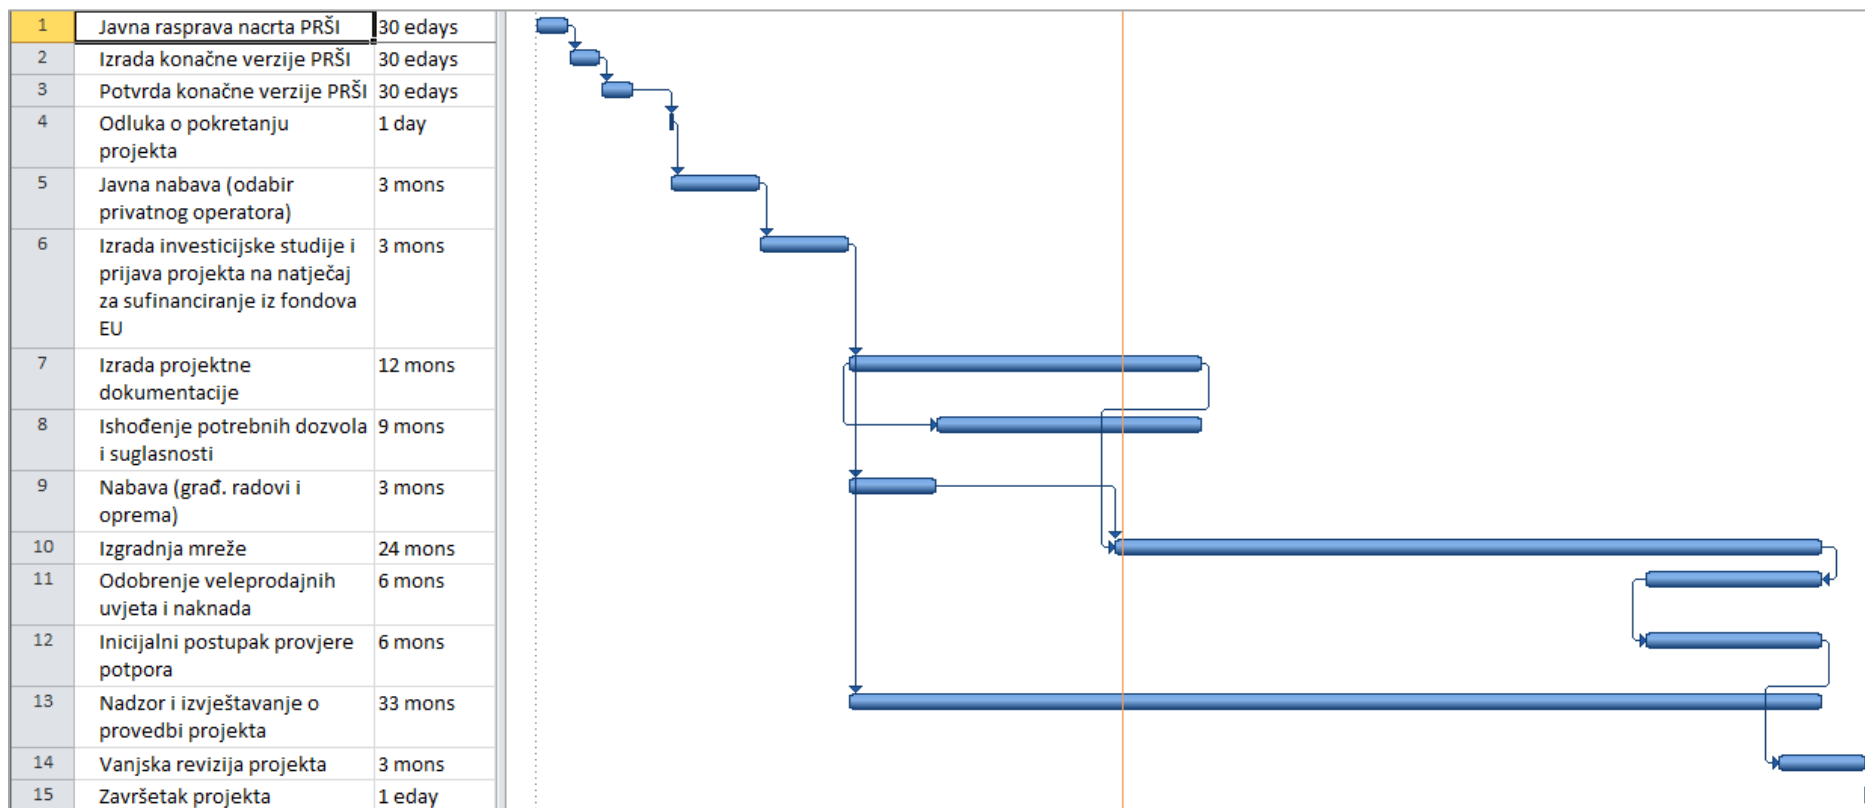 1 Javna rasprava nacrta PRŠI 30 edays
2 Izrada konačne verzije PRŠI 30 edays
3 Potvrda konačne verzije PRŠI 30 edays
4 Odluka o pokretanju 1 day
projekta
5 Javna nabava (odabir 3 mons
privatnog operatora)
6 Izrada investicijske studije i 3 mons
prijava projekta na natječaj
za sufinanciranje iz fondova
EU
7 Izrada projektne 12 mons
dokumentacije
8 Ishođenje potrebnih dozvola 9 mons
i suglasnosti
9 Nabava (građ. radovi i 3 mons
oprema)
10 Izgradnja mreže 24 mons
11 Odobrenje veleprodajnih 6 mons
uvjeta i naknada
12 Inicijalni postupak provjere 6 mons
potpora
13 Nadzor i izvještavanje o 33 mons
provedbi projekta
14 Vanjska revizija projekta 3 mons
15 Završetak projekta 1 eday